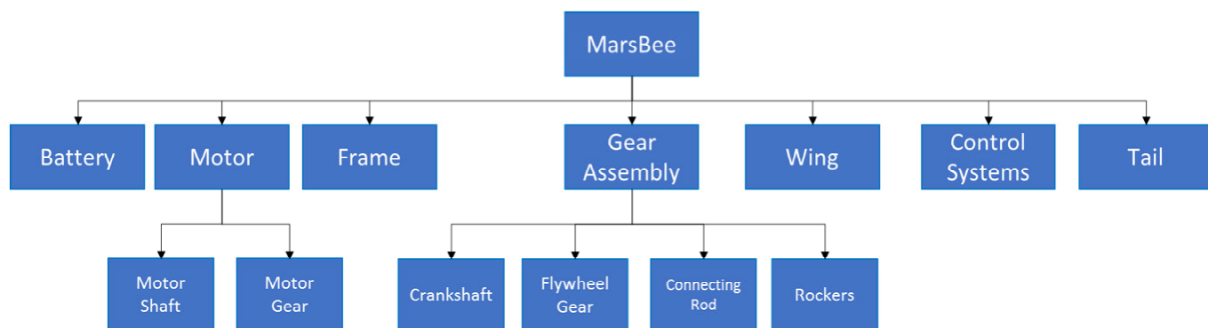 MarsBee
Battery
Motor
Frame
Gear
Assembly
Wing
Control
Systems
Tail
Motor
Shaft
Motor
Gear
Crankshaft
Flywheel
Gear
Connecting
Rod
Rockers